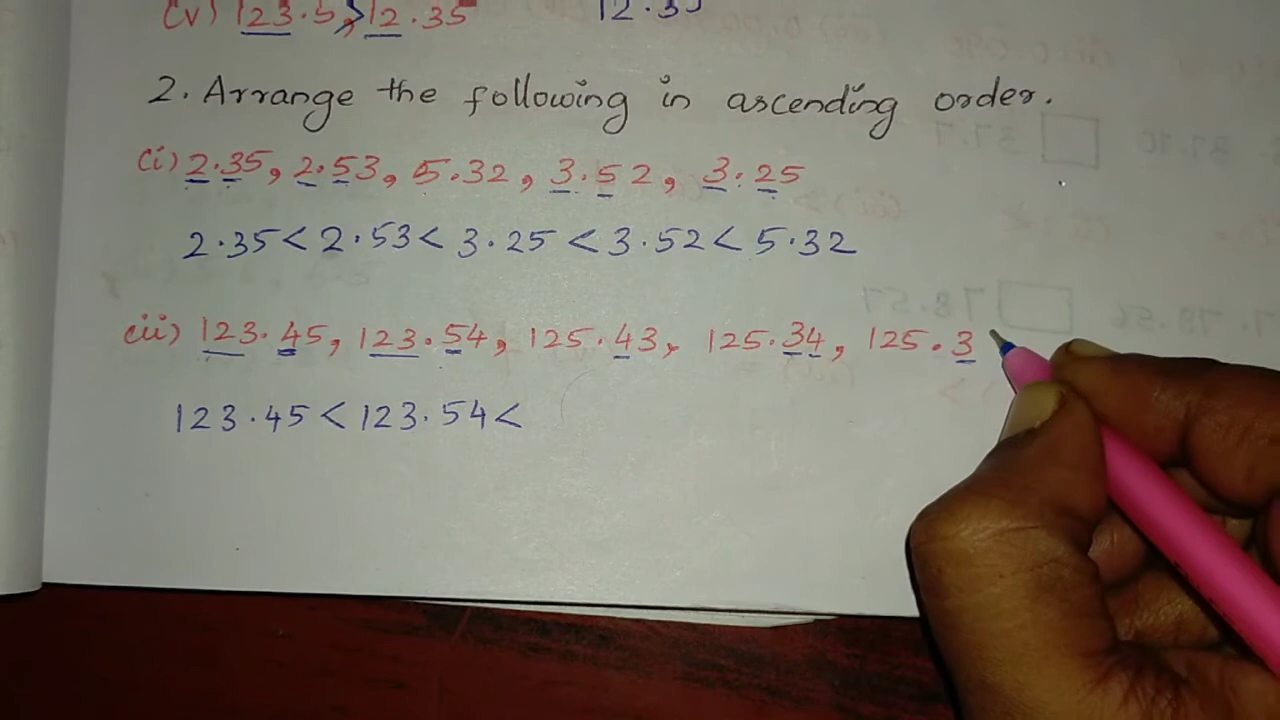 (v) 123.5 > 12.35 12.35
2. Arrange the following in ascending order.
(i) 2.35, 2.53, 5.32, 3.52, 3.25
2.35 < 2.53 < 3.25 < 3.52 < 5.32
(ii) 123.45, 123.54, 125.43, 125.34, 125.3
123.45 < 123.54 <